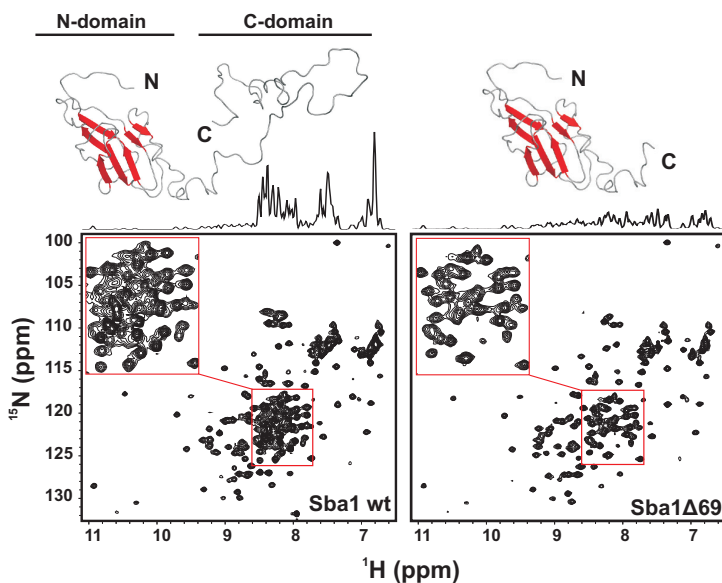 N-domain C-domain
N N
C C
100
105
110
115
120
125
130
15N (ppm)
Sba1 wt Sba1Δ69
11 10 9 8 7 11 10 9 8 7
1H (ppm)